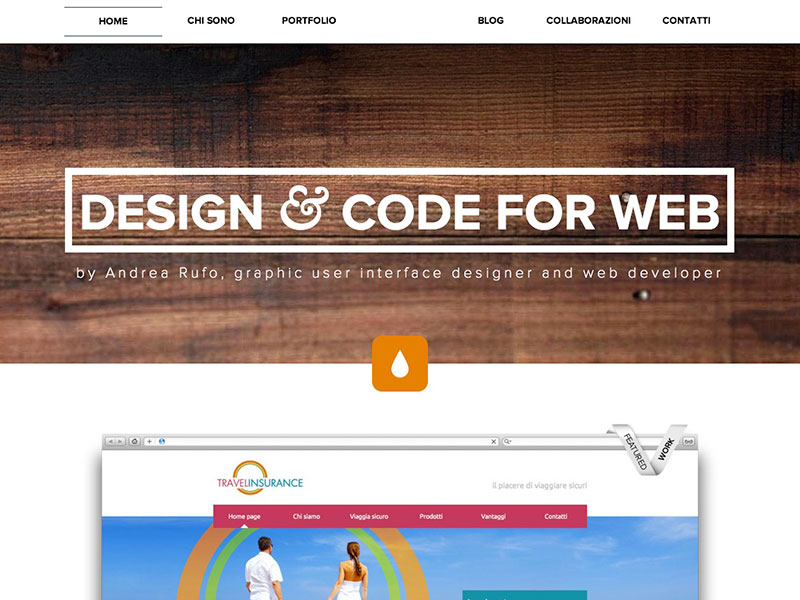 HOME CHI SONO PORTFOLIO BLOG COLLABORAZIONI CONTATTI
DESIGN & CODE FOR WEB
by Andrea Rufo, graphic user interface designer and web developer
FEATURED WORK
TRAVELINSURANCE
il piacere di viaggiare sicuri
Home page Chi siamo Viaggia sicuro Prodotti Vantaggi Contatti